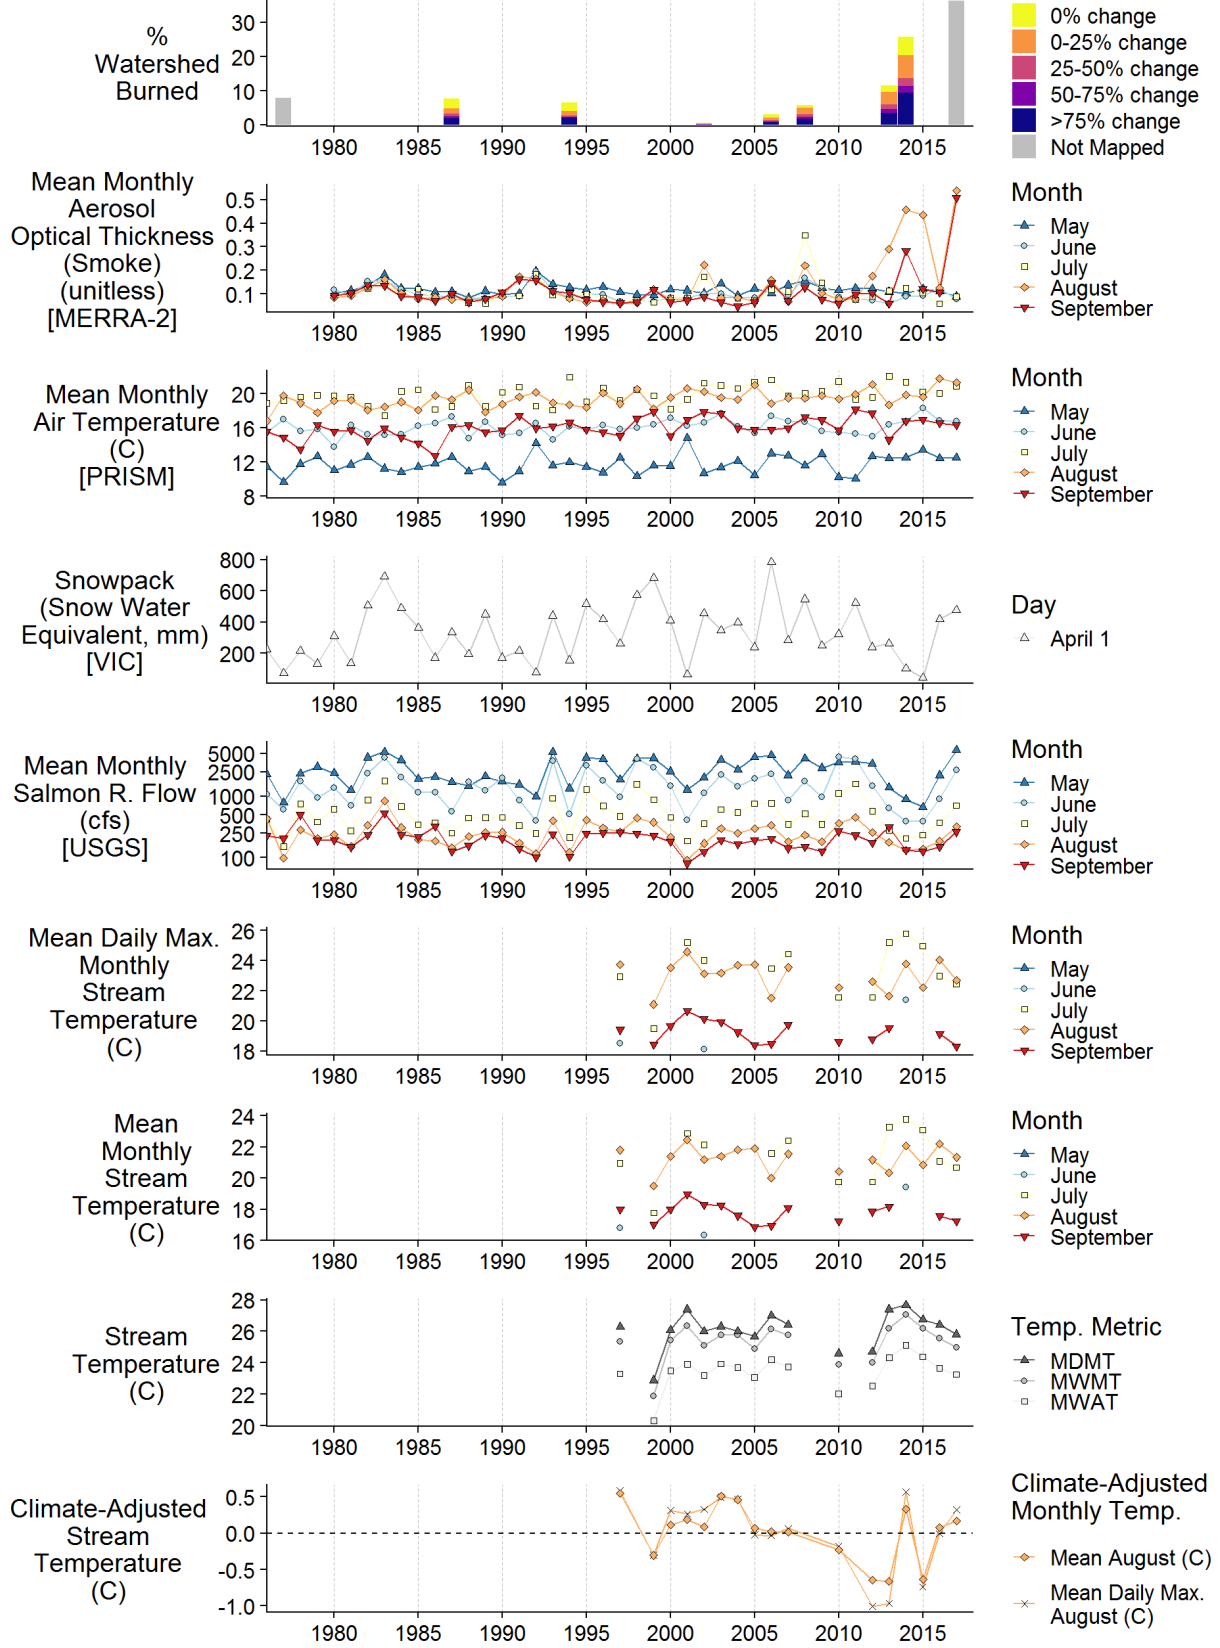 %
Watershed
Burned
30
20
10
0
1980 1985 1990 1995 2000 2005 2010 2015
0% change
0-25% change
25-50% change
50-75% change
>75% change
Not Mapped
Mean Monthly
Aerosol
Optical Thickness
(Smoke)
(unitless)
[MERRA-2]
0.5
0.4
0.3
0.2
0.1
1980 1985 1990 1995 2000 2005 2010 2015
Month
May
June
July
August
September
Mean Monthly
Air Temperature
(C)
[PRISM]
20
16
12
8
1980 1985 1990 1995 2000 2005 2010 2015
Month
May
June
July
August
September
Snowpack
(Snow Water
Equivalent, mm)
[VIC]
800
600
400
200
1980 1985 1990 1995 2000 2005 2010 2015
Day
April 1
Mean Monthly
Salmon R. Flow
(cfs)
[USGS]
5000
2500
1000
500
250
100
1980 1985 1990 1995 2000 2005 2010 2015
Month
May
June
July
August
September
Mean Daily Max.
Monthly
Stream
Temperature
(C)
26
24
22
20
18
1980 1985 1990 1995 2000 2005 2010 2015
Month
May
June
July
August
September
Mean
Monthly
Stream
Temperature
(C)
24
22
20
18
16
1980 1985 1990 1995 2000 2005 2010 2015
Month
May
June
July
August
September
Stream
Temperature
(C)
28
26
24
22
20
1980 1985 1990 1995 2000 2005 2010 2015
Temp. Metric
MDMT
MWMT
MWAT
Climate-Adjusted
Stream
Temperature
(C)
0.5
0.0
-0.5
-1.0
1980 1985 1990 1995 2000 2005 2010 2015
Climate-Adjusted
Monthly Temp.
Mean August (C)
Mean Daily Max.
August (C)